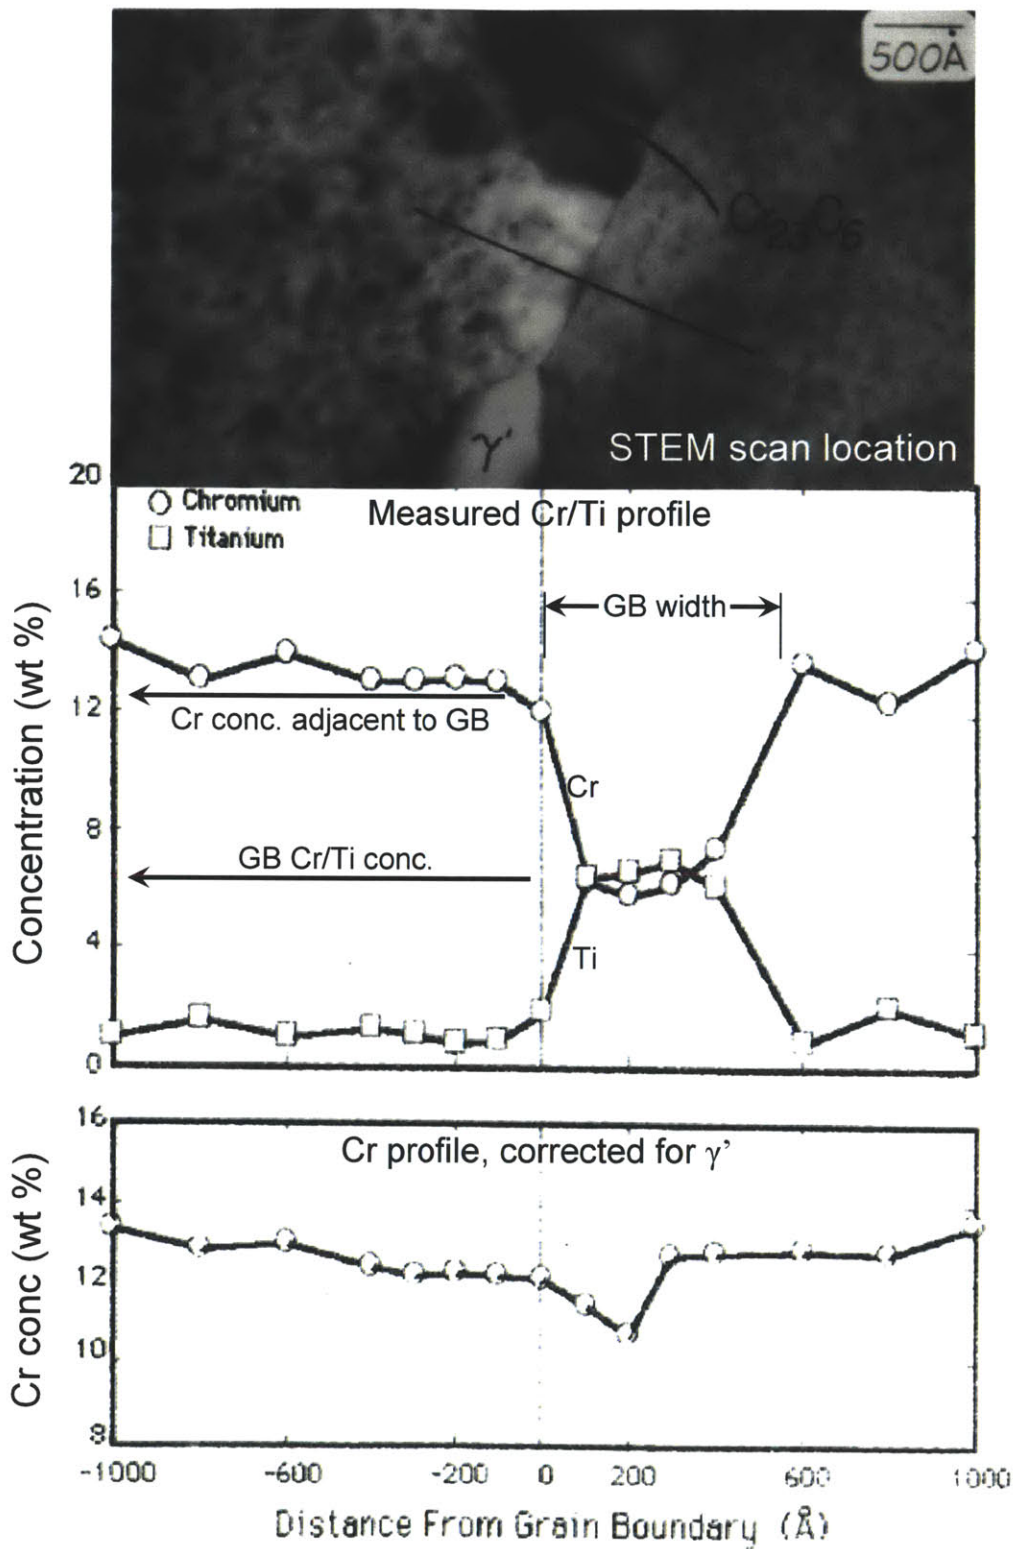 500Å
Cr23C6
γ'
STEM scan location
Chromium
Titanium
Measured Cr/Ti profile
GB width
Cr conc. adjacent to GB
Cr
GB Cr/Ti conc.
Ti
Concentration (wt %)
20
16
12
8
4
0
Cr profile, corrected for γ’
Cr conc (wt %)
16
14
12
10
8
-1000
-600
-200
0
200
600
1000
Distance From Grain Boundary (Å)